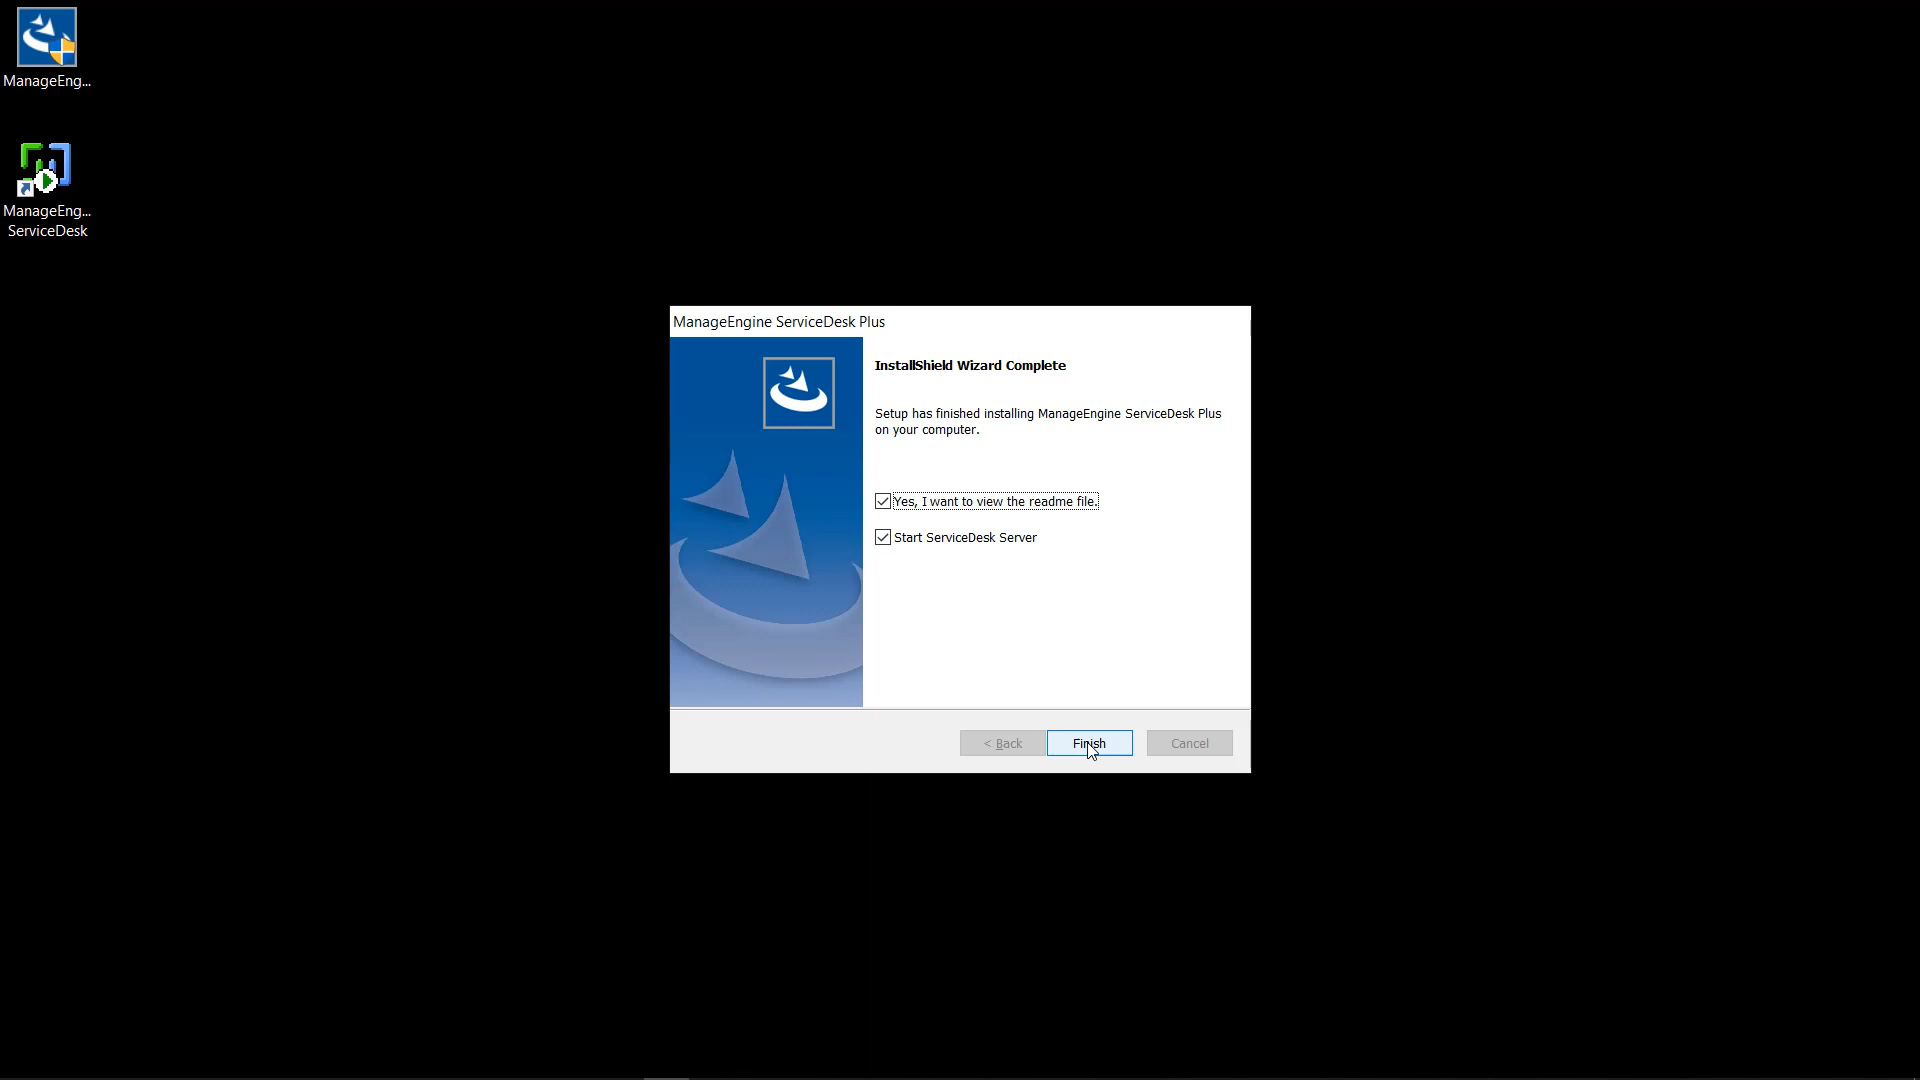 ManageEng...
ManageEng...
ServiceDesk
ManageEngine ServiceDesk Plus
InstallShield Wizard Complete
Setup has finished installing ManageEngine ServiceDesk Plus
on your computer.
Yes, I want to view the readme file.
Start ServiceDesk Server
< Back
Finish
Cancel